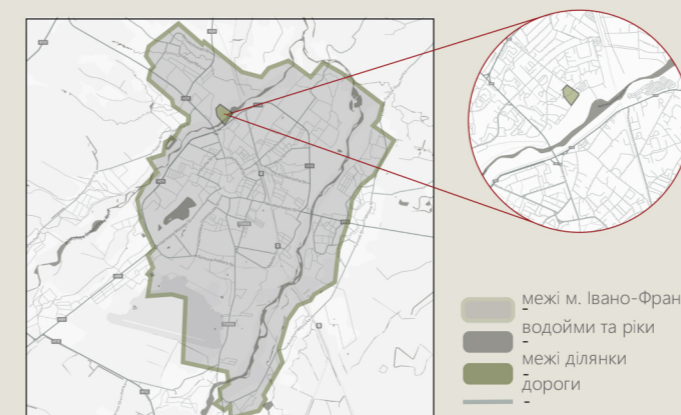 межі м. Івано-Фран
-
водойми та ріки
-
межі ділянки
-
дороги
-